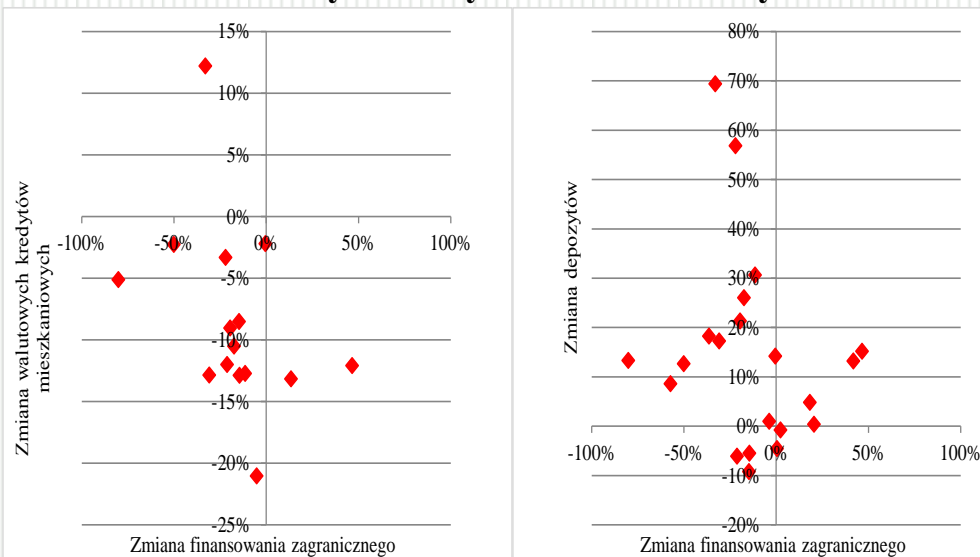 15%
10%
5%
0%
-100% -50% 0% 50% 100%
-5%
-10%
-15%
-20%
-25%
Zmiana walutowych kredytów
mieszkaniowych
Zmiana finansowania zagranicznego
80%
70%
60%
50%
40%
30%
20%
10%
0%
-100% -50% 0% 50% 100%
-10%
-20%
Zmiana depozytów
Zmiana finansowania zagranicznego